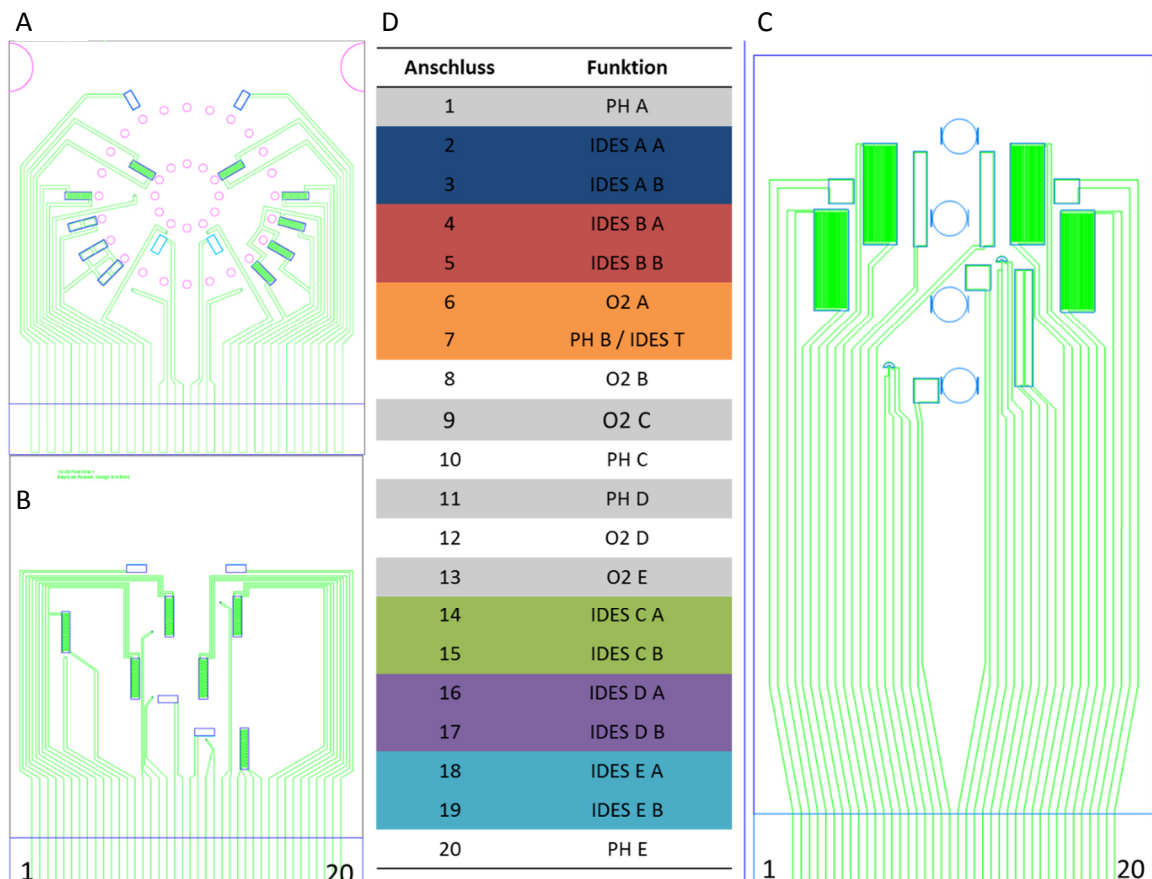 A
D
C
Anschluss Funktion
1 PH A
2 IDES A A
3 IDES A B
4 IDES B A
5 IDES B B
6 O2 A
7 PH B / IDES T
8 O2 B
9 O2 C
10 PH C
11 PH D
12 O2 D
13 O2 E
14 IDES C A
15 IDES C B
16 IDES D A
17 IDES D B
18 IDES E A
19 IDES E B
20 PH E
B
1 20
1 20